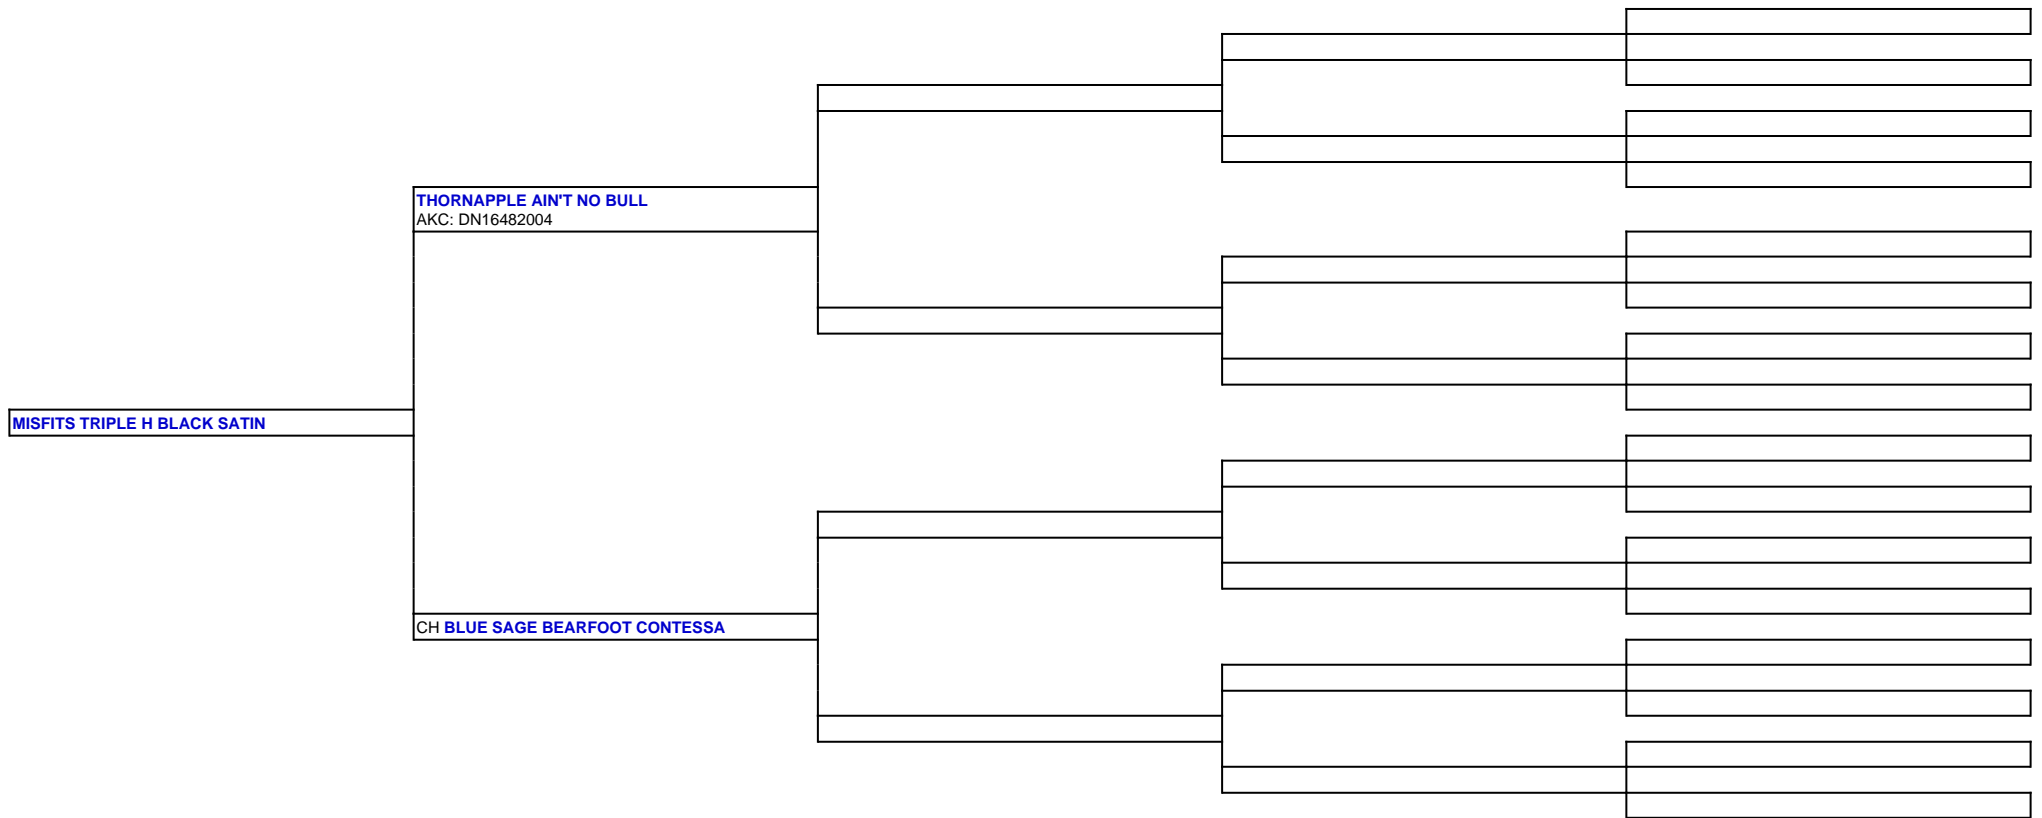 THORNAPPLE AIN'T NO BULL
AKC: DN16482004
MISFITS TRIPLE H BLACK SATIN
CH BLUE SAGE BEARFOOT CONTESSA